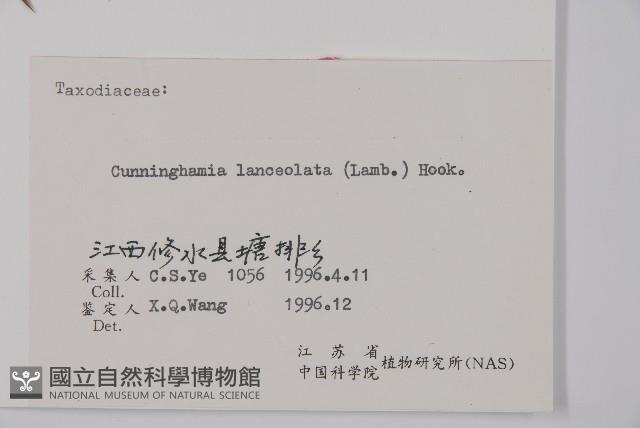 Taxodiaceae:
Cunninghamia lanceolata (Lamb.) Hook.
江西修水县塘排乡
采集人 C.S.Ye 1056 1996.4.11
Coll.
鉴定人 X.Q.Wang 1996.12
Det.
江苏省植物研究所(NAS)
中国科学院
國立自然科學博物館
NATIONAL MUSEUM OF NATURAL SCIENCE